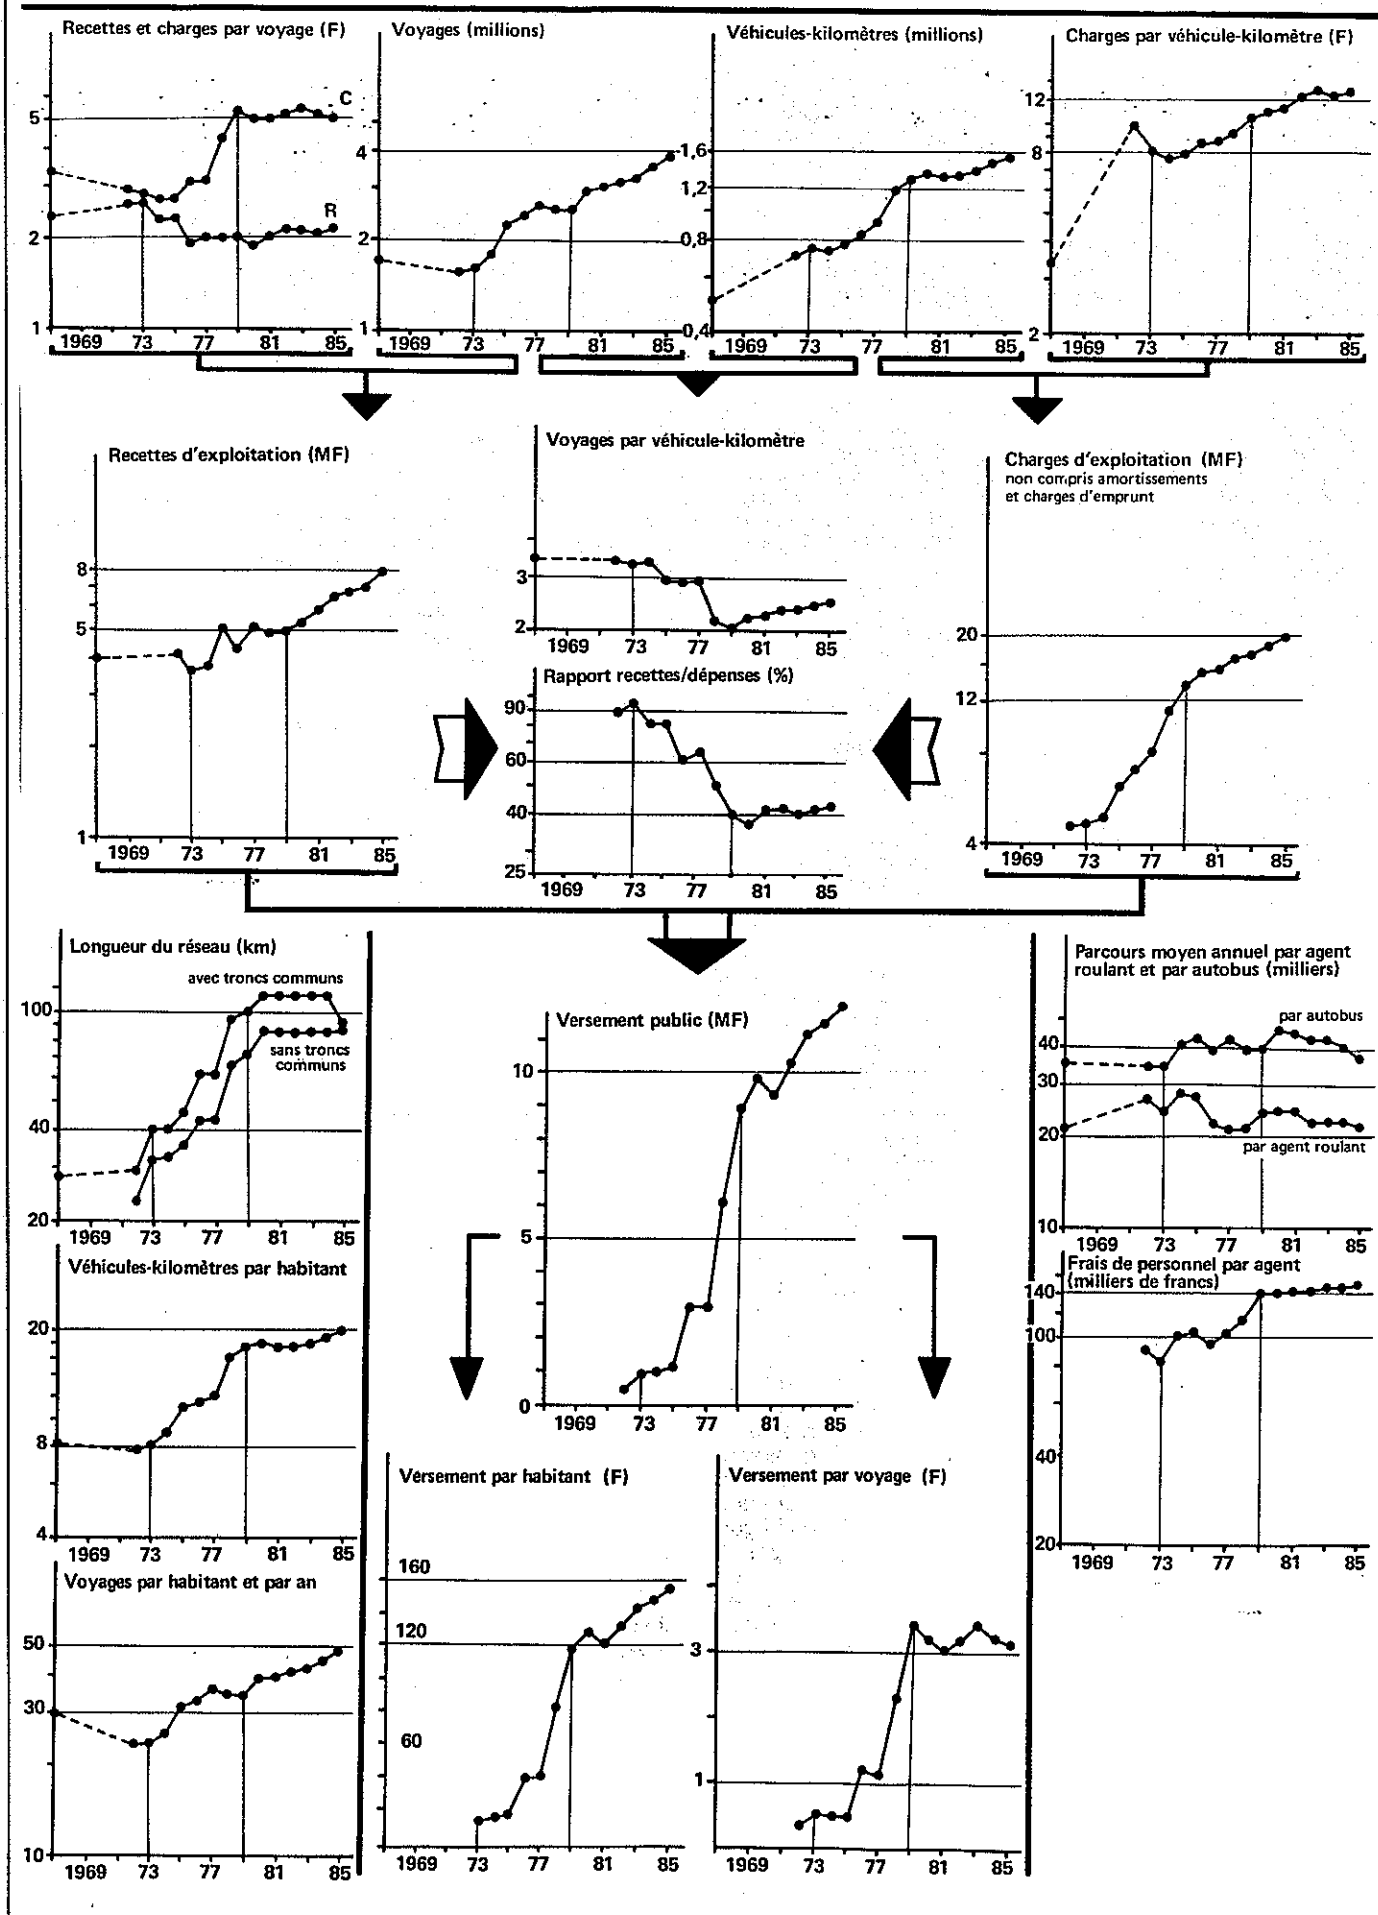 Recettes et charges par voyage (F)
5
2
1
C
R
1969 73 77 81 85
Voyages (millions)
4
2
1
1969 73 77 81 85
Véhicules-kilomètres (millions)
1,6
1,2
0,8
0,4
1969 73 77 81 85
Charges par véhicule-kilomètre (F)
12
8
2
1969 73 77 81 85
Recettes d'exploitation (MF)
8
5
1
1969 73 77 81 85
Voyages par véhicule-kilomètre
3
2
1969 73 77 81 85
Rapport recettes/dépenses (%)
90
60
40
25
1969 73 77 81 85
Charges d'exploitation (MF)
non compris amortissements
et charges d'emprunt
20
12
4
1969 73 77 81 85
Longueur du réseau (km)
avec troncs communs
100
sans troncs
communs
40
20
1969 73 77 81 85
Véhicules-kilomètres par habitant
20
8
4
1969 73 77 81 85
Voyages par habitant et par an
50
30
10
1969 73 77 81 85
Versement public (MF)
10
5
0
1969 73 77 81 85
Versement par habitant (F)
160
120
60
1969 73 77 81 85
Versement par voyage (F)
3
1
1969 73 77 81 85
Parcours moyen annuel par agent
roulant et par autobus (milliers)
par autobus
40
30
20
par agent roulant
10
1969 73 77 81 85
Frais de personnel par agent
(milliers de francs)
140
100
40
20
1969 73 77 81 85